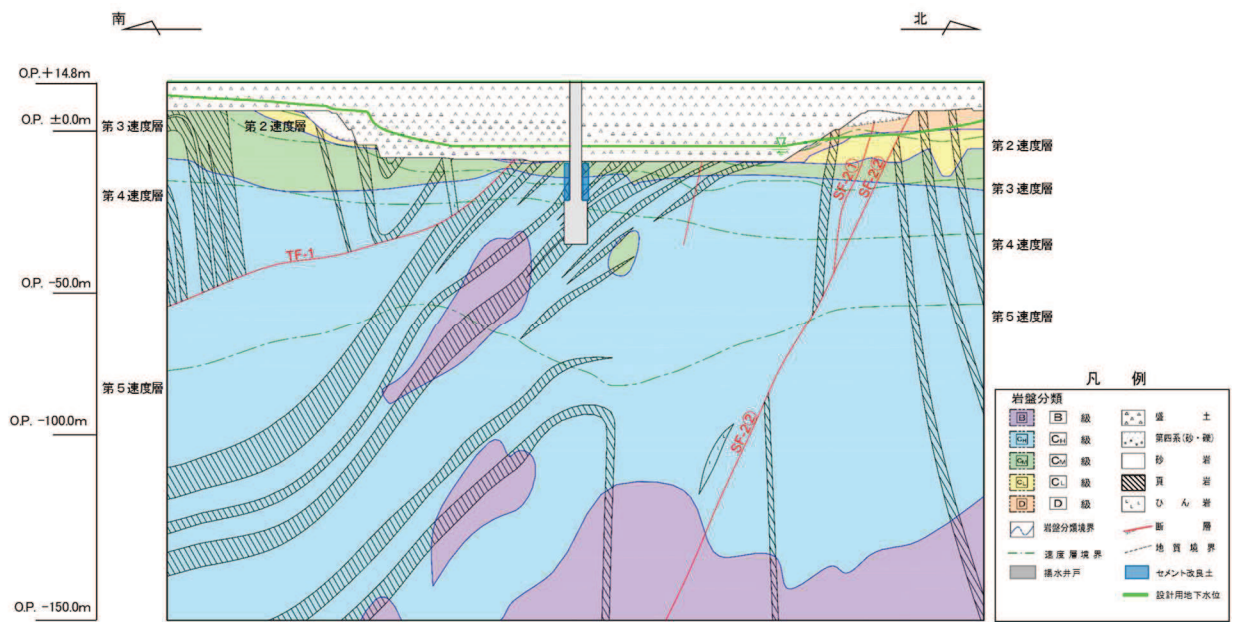 南
北
O.P.+14.8m
O.P. ±0.0m
O.P. -50.0m
O.P. -100.0m
O.P. -150.0m
第3速度層
第2速度層
第4速度層
第5速度層
第2速度層
第3速度層
第4速度層
第5速度層
TF-1
SF-2①
SF-2②
SF-2②
凡 例
岩盤分類
B B 級
CH CH 級
CM CM 級
CL CL 級
D D 級
岩盤分類境界
速度層境界
揚水井戸
盛 土
第四系(砂・礫)
砂 岩
頁 岩
ひ ん 岩
断 層
地質境界
セメント改良土
設計用地下水位